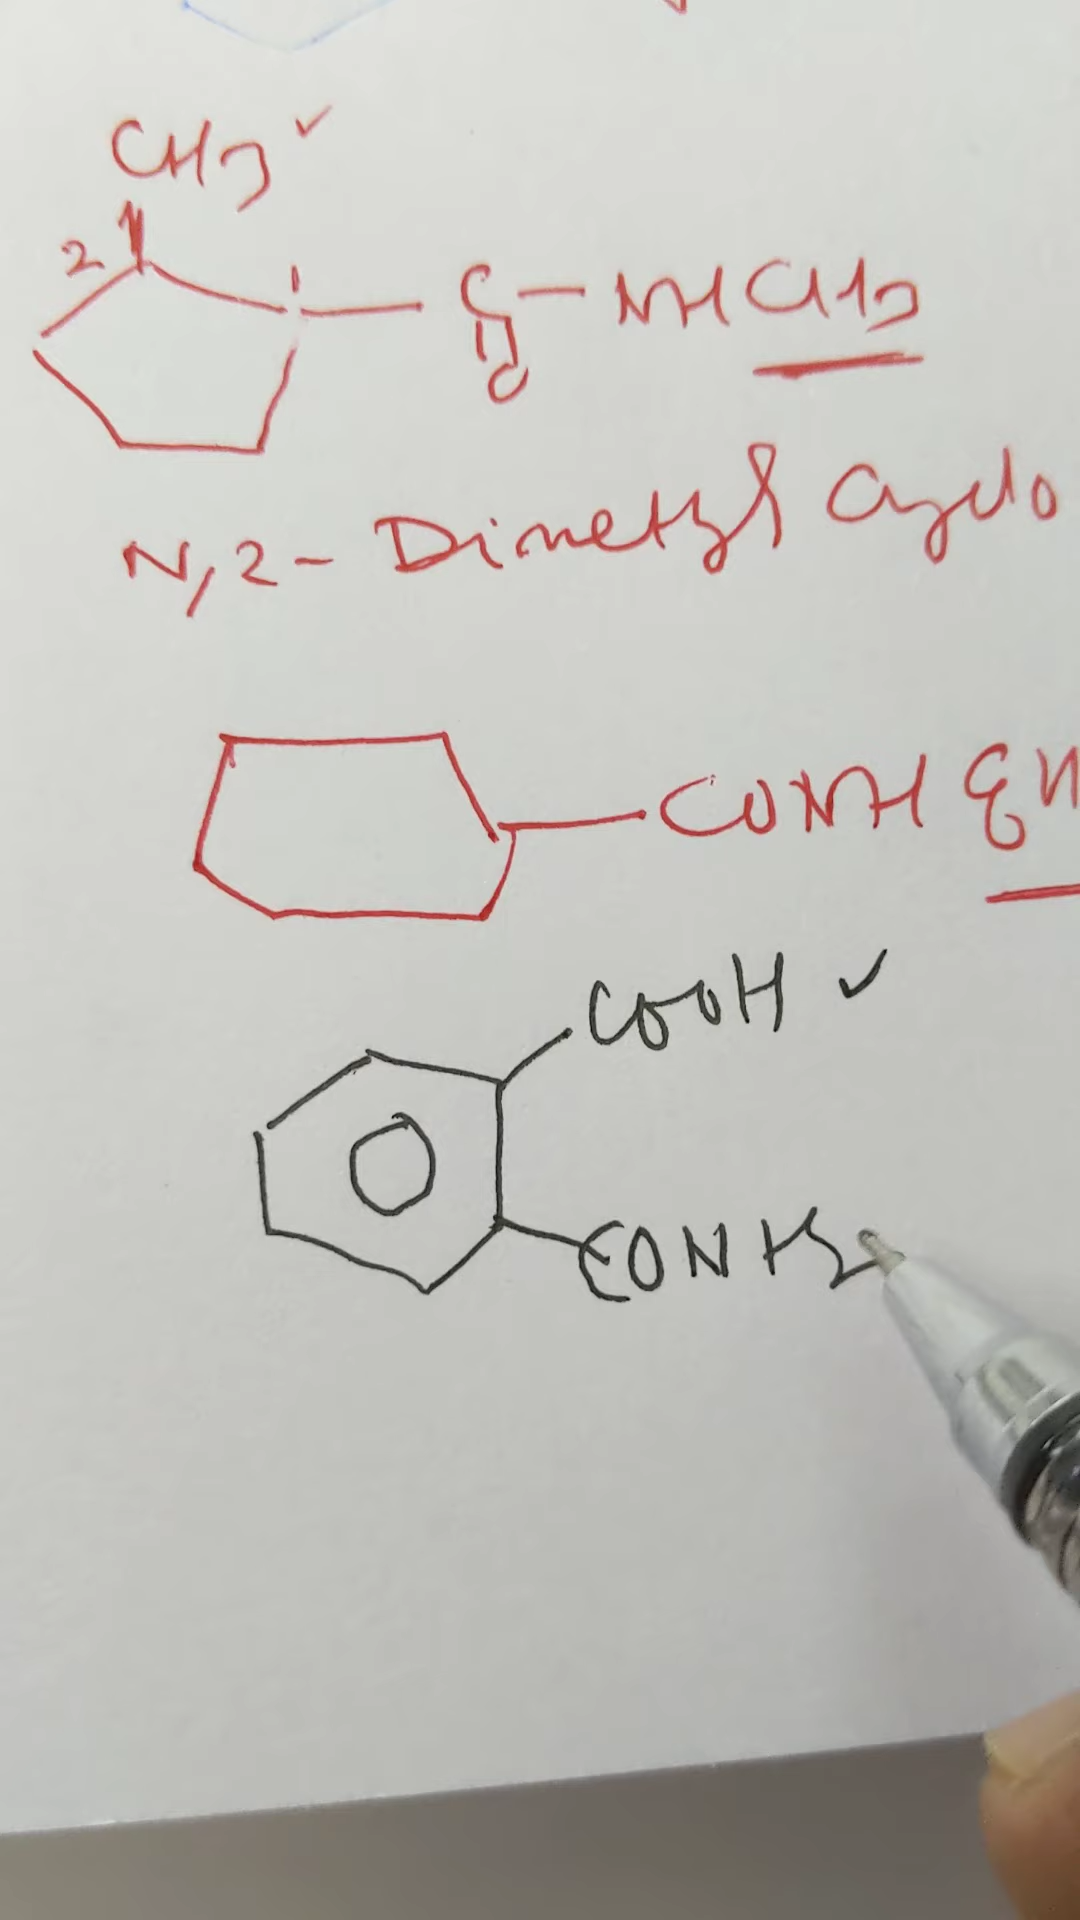 CH3 ✓
2 1 C – NHCH3
O
N,2- Dimethyl Cyclo
CONH
COOH ✓
CONH2